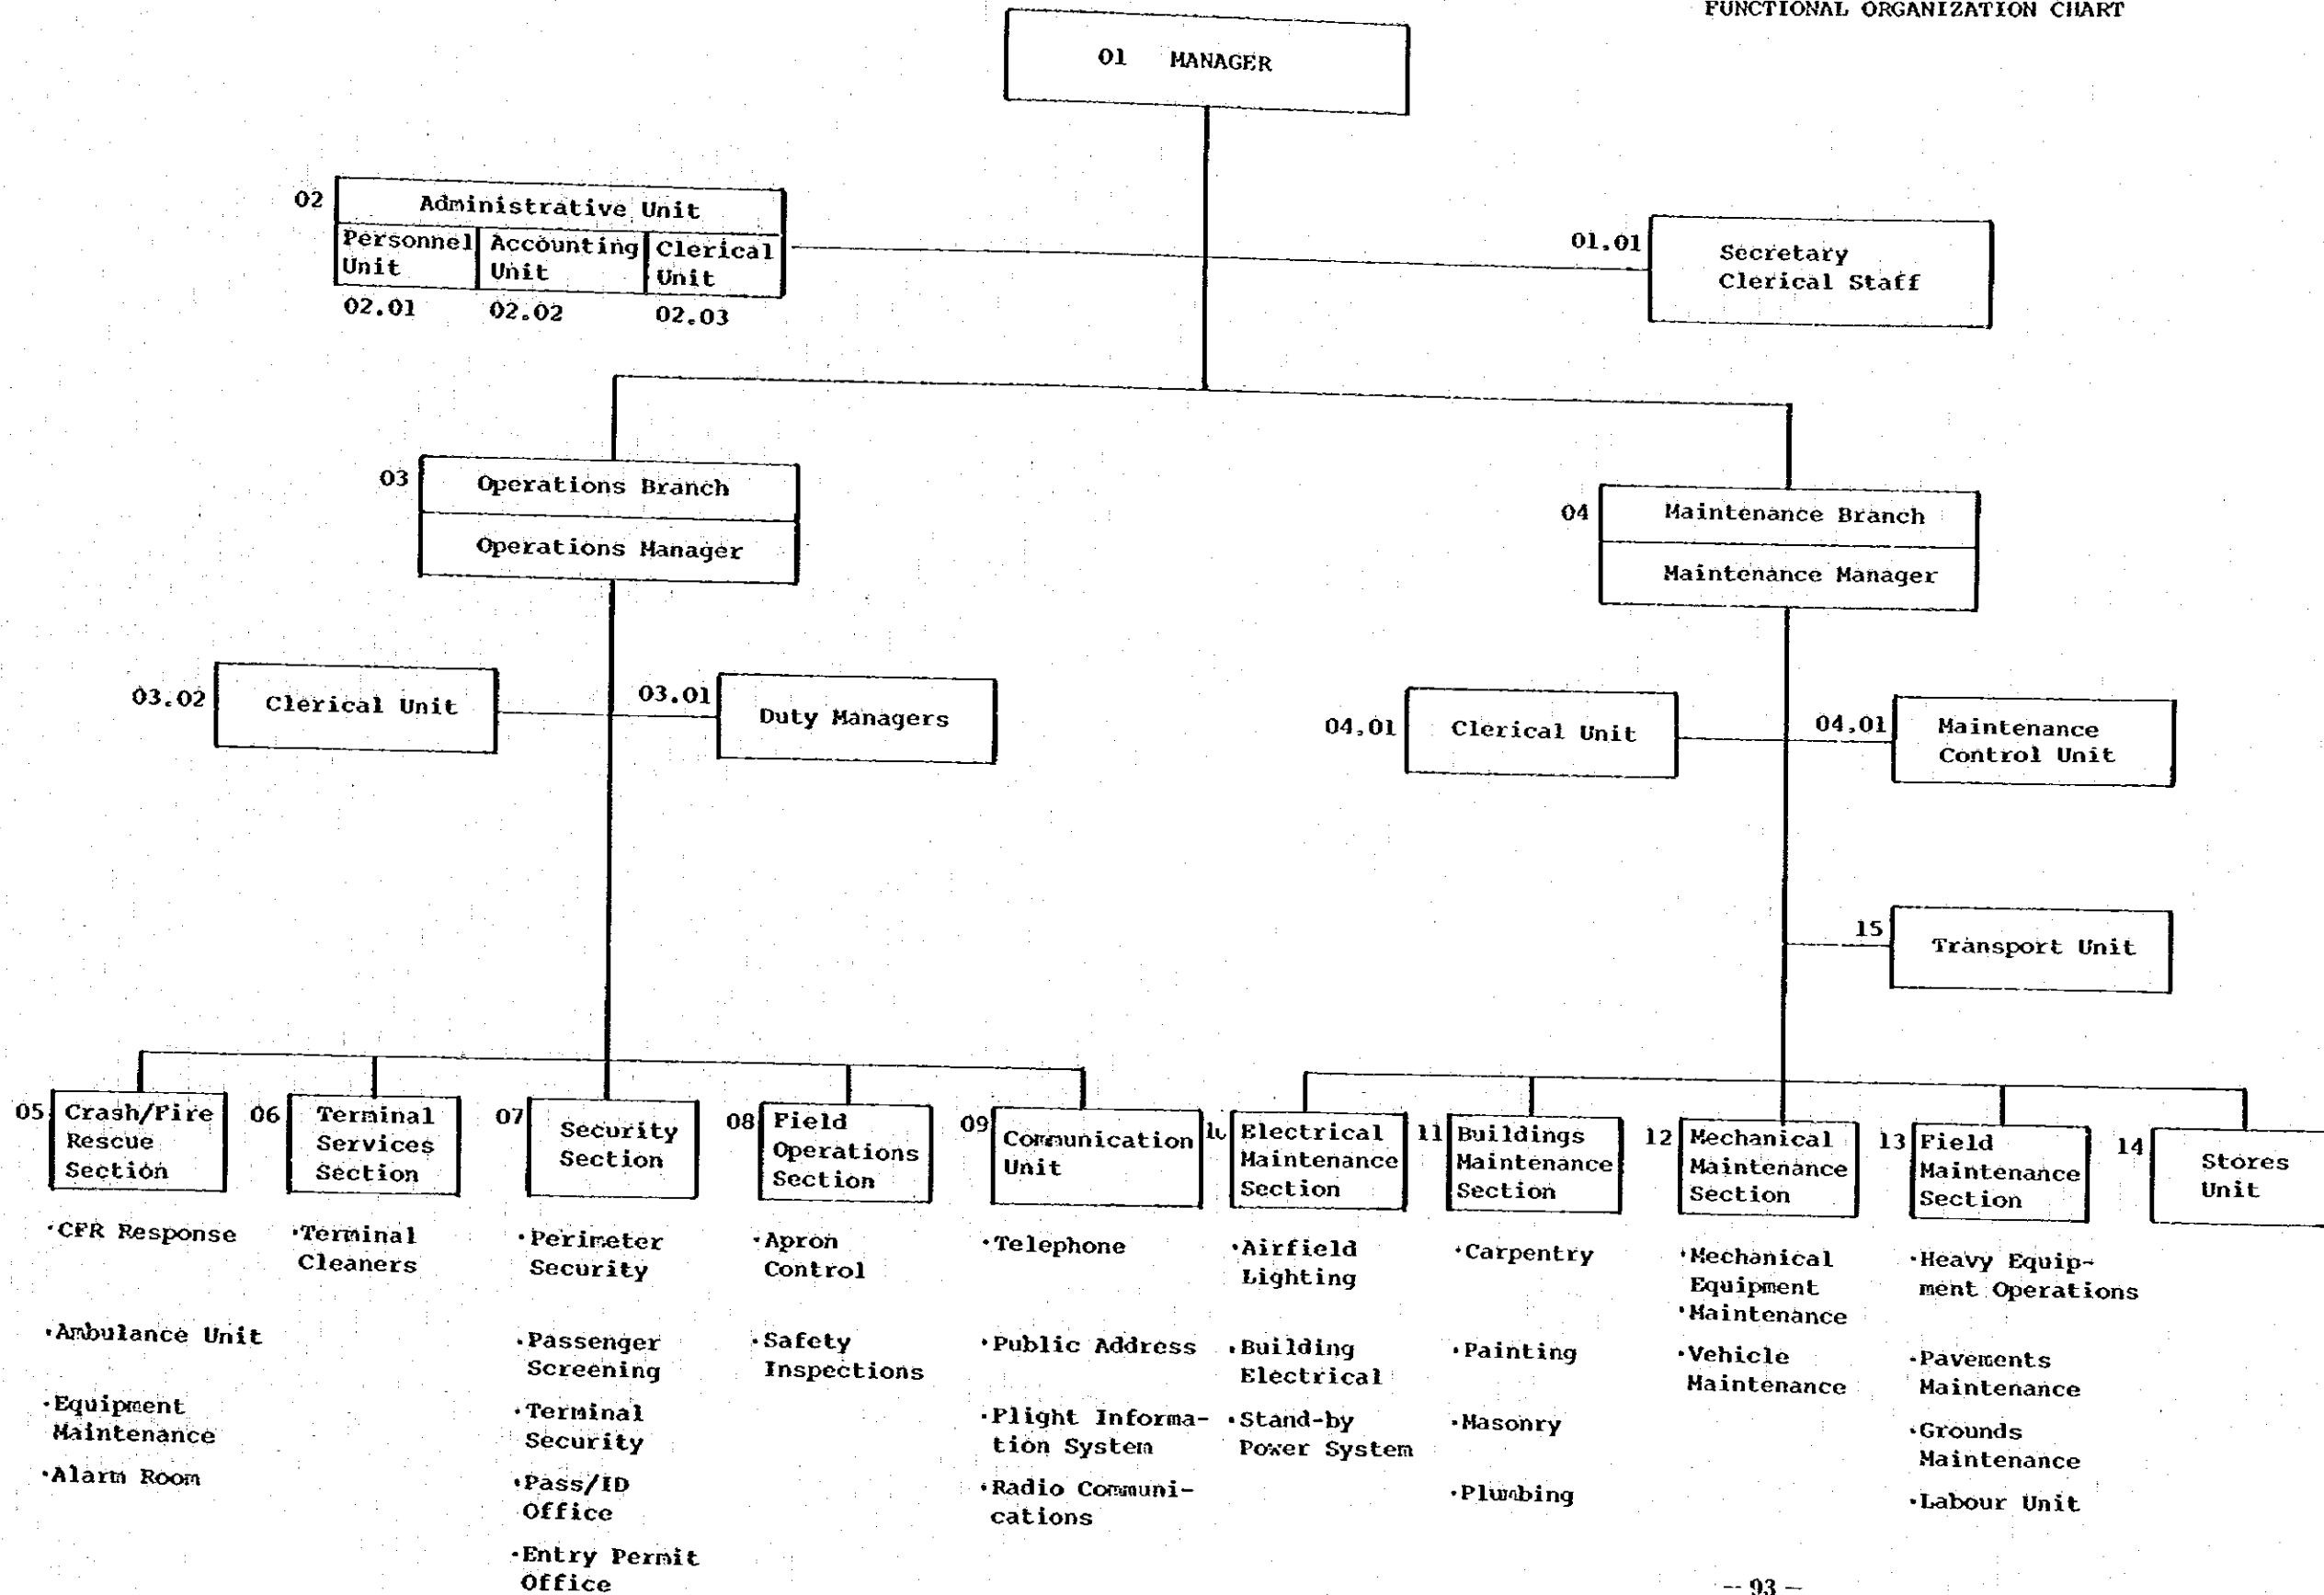 FUNCTIONAL ORGANIZATION CHART
01 MANAGER
02
Administrative Unit
Personnel
Unit
Accounting
Unit
Clerical
Unit
02.01
02.02
02.03
01.01
Secretary
Clerical Staff
03
Operations Branch
Operations Manager
04
Maintenance Branch
Maintenance Manager
03.02
Clerical Unit
03.01
Duty Managers
04.01
Clerical Unit
04.01
Maintenance
Control Unit
15
Transport Unit
05
Crash/Fire
Rescue
Section
·CFR Response
·Ambulance Unit
·Equipment
Maintenance
·Alarm Room
06
Terminal
Services
Section
·Terminal
Cleaners
07
Security
Section
·Perimeter
Security
·Passenger
Screening
·Terminal
Security
·Pass/ID
Office
·Entry Permit
Office
08
Field
Operations
Section
·Apron
Control
·Safety
Inspections
09
Communication
Unit
·Telephone
·Public Address
·Flight Informa-
tion System
·Radio Communi-
cations
10
Electrical
Maintenance
Section
·Airfield
Lighting
·Building
Electrical
·Stand-by
Power System
11
Buildings
Maintenance
Section
·Carpentry
·Painting
·Masonry
·Plumbing
12
Mechanical
Maintenance
Section
·Mechanical
Equipment
·Maintenance
·Vehicle
Maintenance
13
Field
Maintenance
Section
·Heavy Equip-
ment Operations
·Pavements
Maintenance
·Grounds
Maintenance
·Labour Unit
14
Stores
Unit
— 93 —